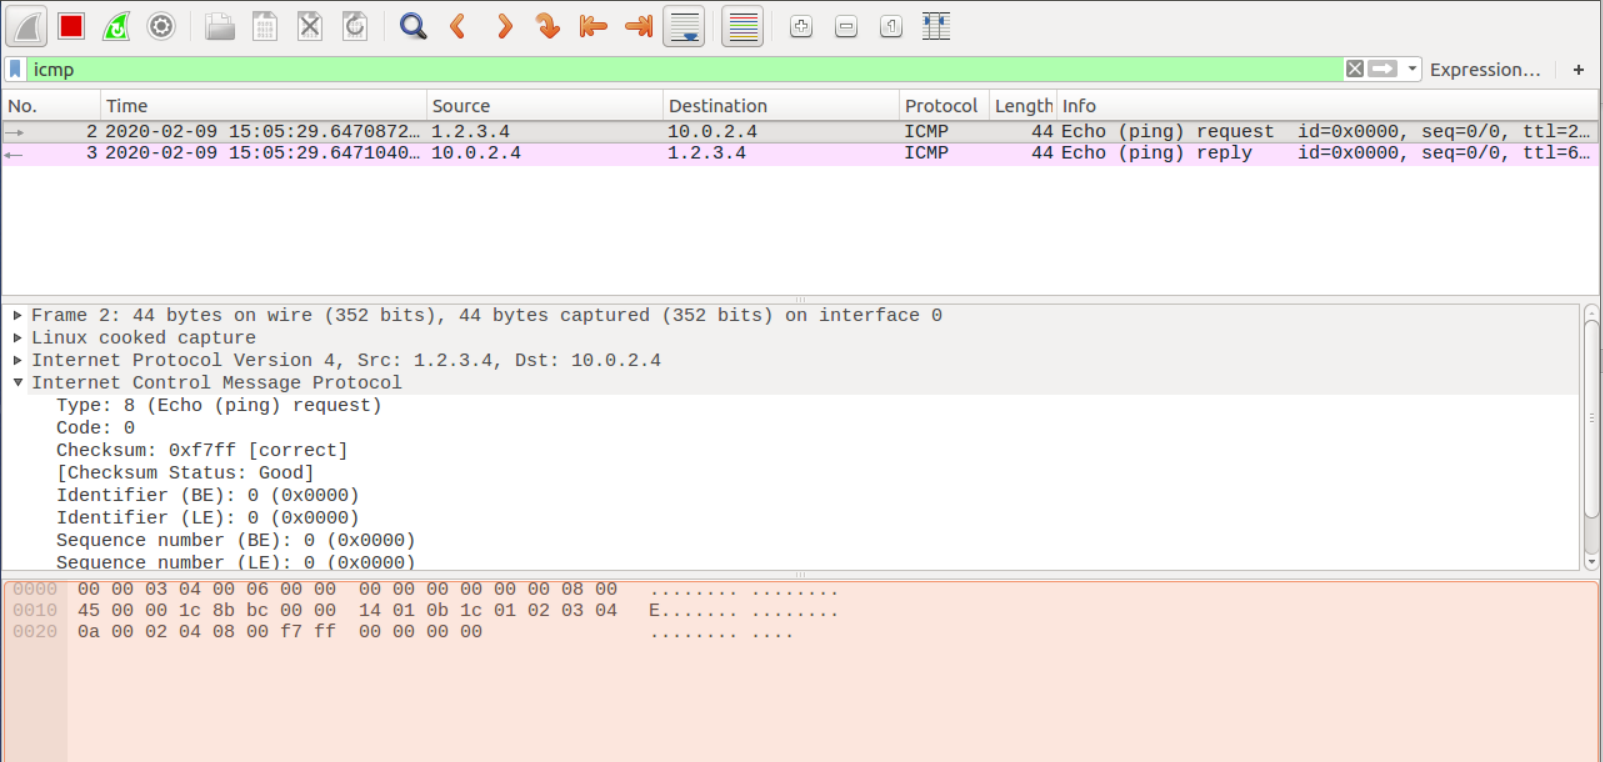 icmp Expression… +
No. Time Source Destination Protocol Length Info
2 2020-02-09 15:05:29.6470872… 1.2.3.4 10.0.2.4 ICMP 44 Echo (ping) request id=0x0000, seq=0/0, ttl=2…
3 2020-02-09 15:05:29.6471040… 10.0.2.4 1.2.3.4 ICMP 44 Echo (ping) reply id=0x0000, seq=0/0, ttl=6…
Frame 2: 44 bytes on wire (352 bits), 44 bytes captured (352 bits) on interface 0
Linux cooked capture
Internet Protocol Version 4, Src: 1.2.3.4, Dst: 10.0.2.4
Internet Control Message Protocol
Type: 8 (Echo (ping) request)
Code: 0
Checksum: 0xf7ff [correct]
[Checksum Status: Good]
Identifier (BE): 0 (0x0000)
Identifier (LE): 0 (0x0000)
Sequence number (BE): 0 (0x0000)
Sequence number (LE): 0 (0x0000)
0000 00 00 03 04 00 06 00 00 00 00 00 00 00 00 08 00 ........ ........
0010 45 00 00 1c 8b bc 00 00 14 01 0b 1c 01 02 03 04 E....... ........
0020 0a 00 02 04 08 00 f7 ff 00 00 00 00 ........ ....